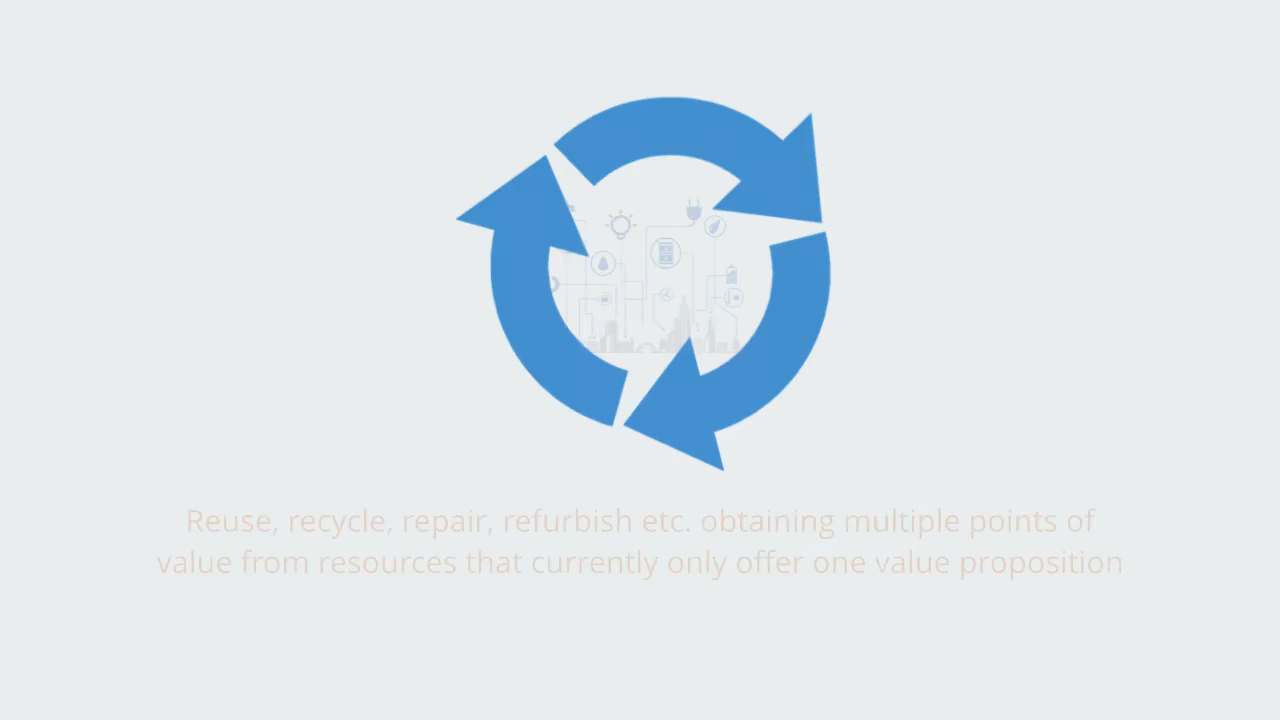 Reuse, recycle, repair, refurbish etc. obtaining multiple points of
value from resources that currently only offer one value proposition